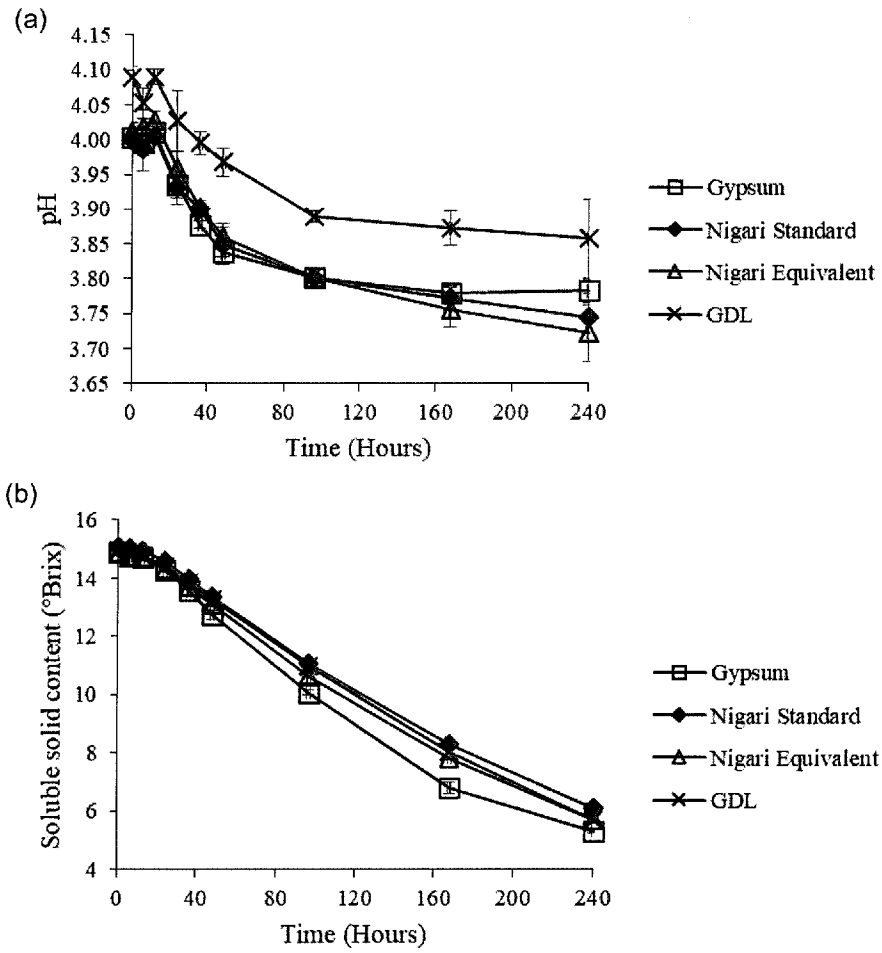 (a)
4.15
4.10
4.05
4.00
3.95
3.90
3.85
3.80
3.75
3.70
3.65
pH
0 40 80 120 160 200 240
Time (Hours)
Gypsum
Nigari Standard
Nigari Equivalent
GDL
(b)
16
14
12
10
8
6
4
Soluble solid content (°Brix)
0 40 80 120 160 200 240
Time (Hours)
Gypsum
Nigari Standard
Nigari Equivalent
GDL